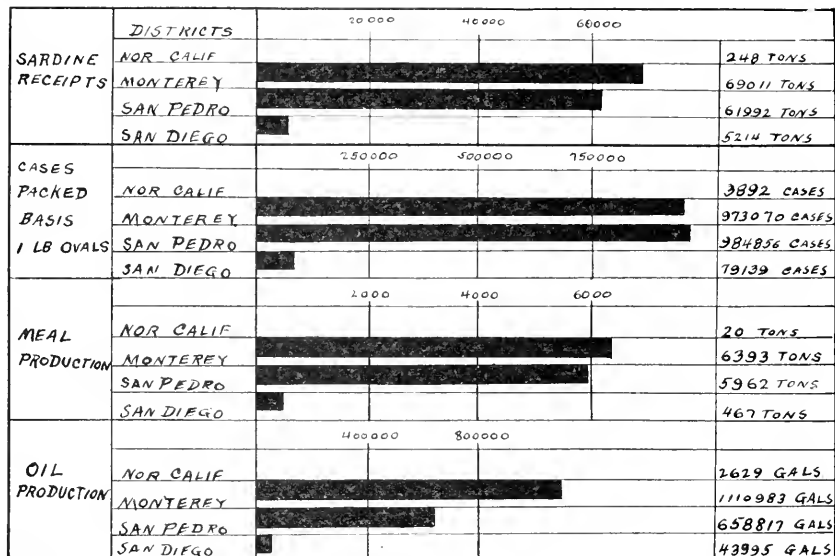 DISTRICTS 20000 40000 60000
SARDINE RECEIPTS
NOR CALIF 248 TONS
MONTEREY 69011 TONS
SAN PEDRO 61992 TONS
SAN DIEGO 5214 TONS
250000 500000 750000
CASES
PACKED
BASIS
1 LB OVALS
NOR CALIF 3892 CASES
MONTEREY 973070 CASES
SAN PEDRO 984856 CASES
SAN DIEGO 79139 CASES
2000 4000 6000
MEAL
PRODUCTION
NOR CALIF 20 TONS
MONTEREY 6393 TONS
SAN PEDRO 5962 TONS
SAN DIEGO 467 TONS
400000 800000
OIL
PRODUCTION
NOR CALIF 2629 GALS
MONTEREY 1110983 GALS
SAN PEDRO 658817 GALS
SAN DIEGO 43995 GALS